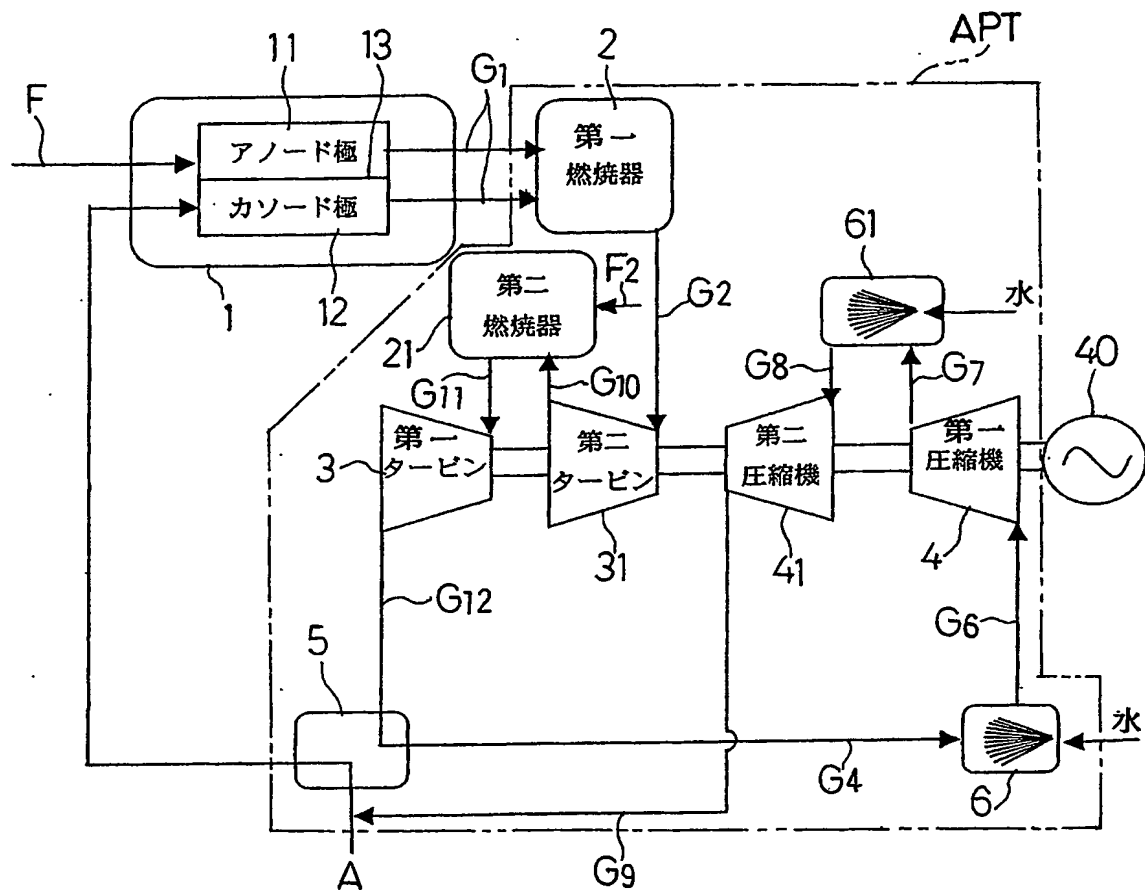 APT
11
13
2
G1
F
アノード極
第一
燃焼器
カソード極
61
1
12
第二
燃焼器
F2
G2
水
21
40
G11
G10
G8
G7
第一
タービン
第二
タービン
第二
圧縮機
第一
圧縮機
3
31
41
4
G12
G6
5
水
G4
6
A
G9